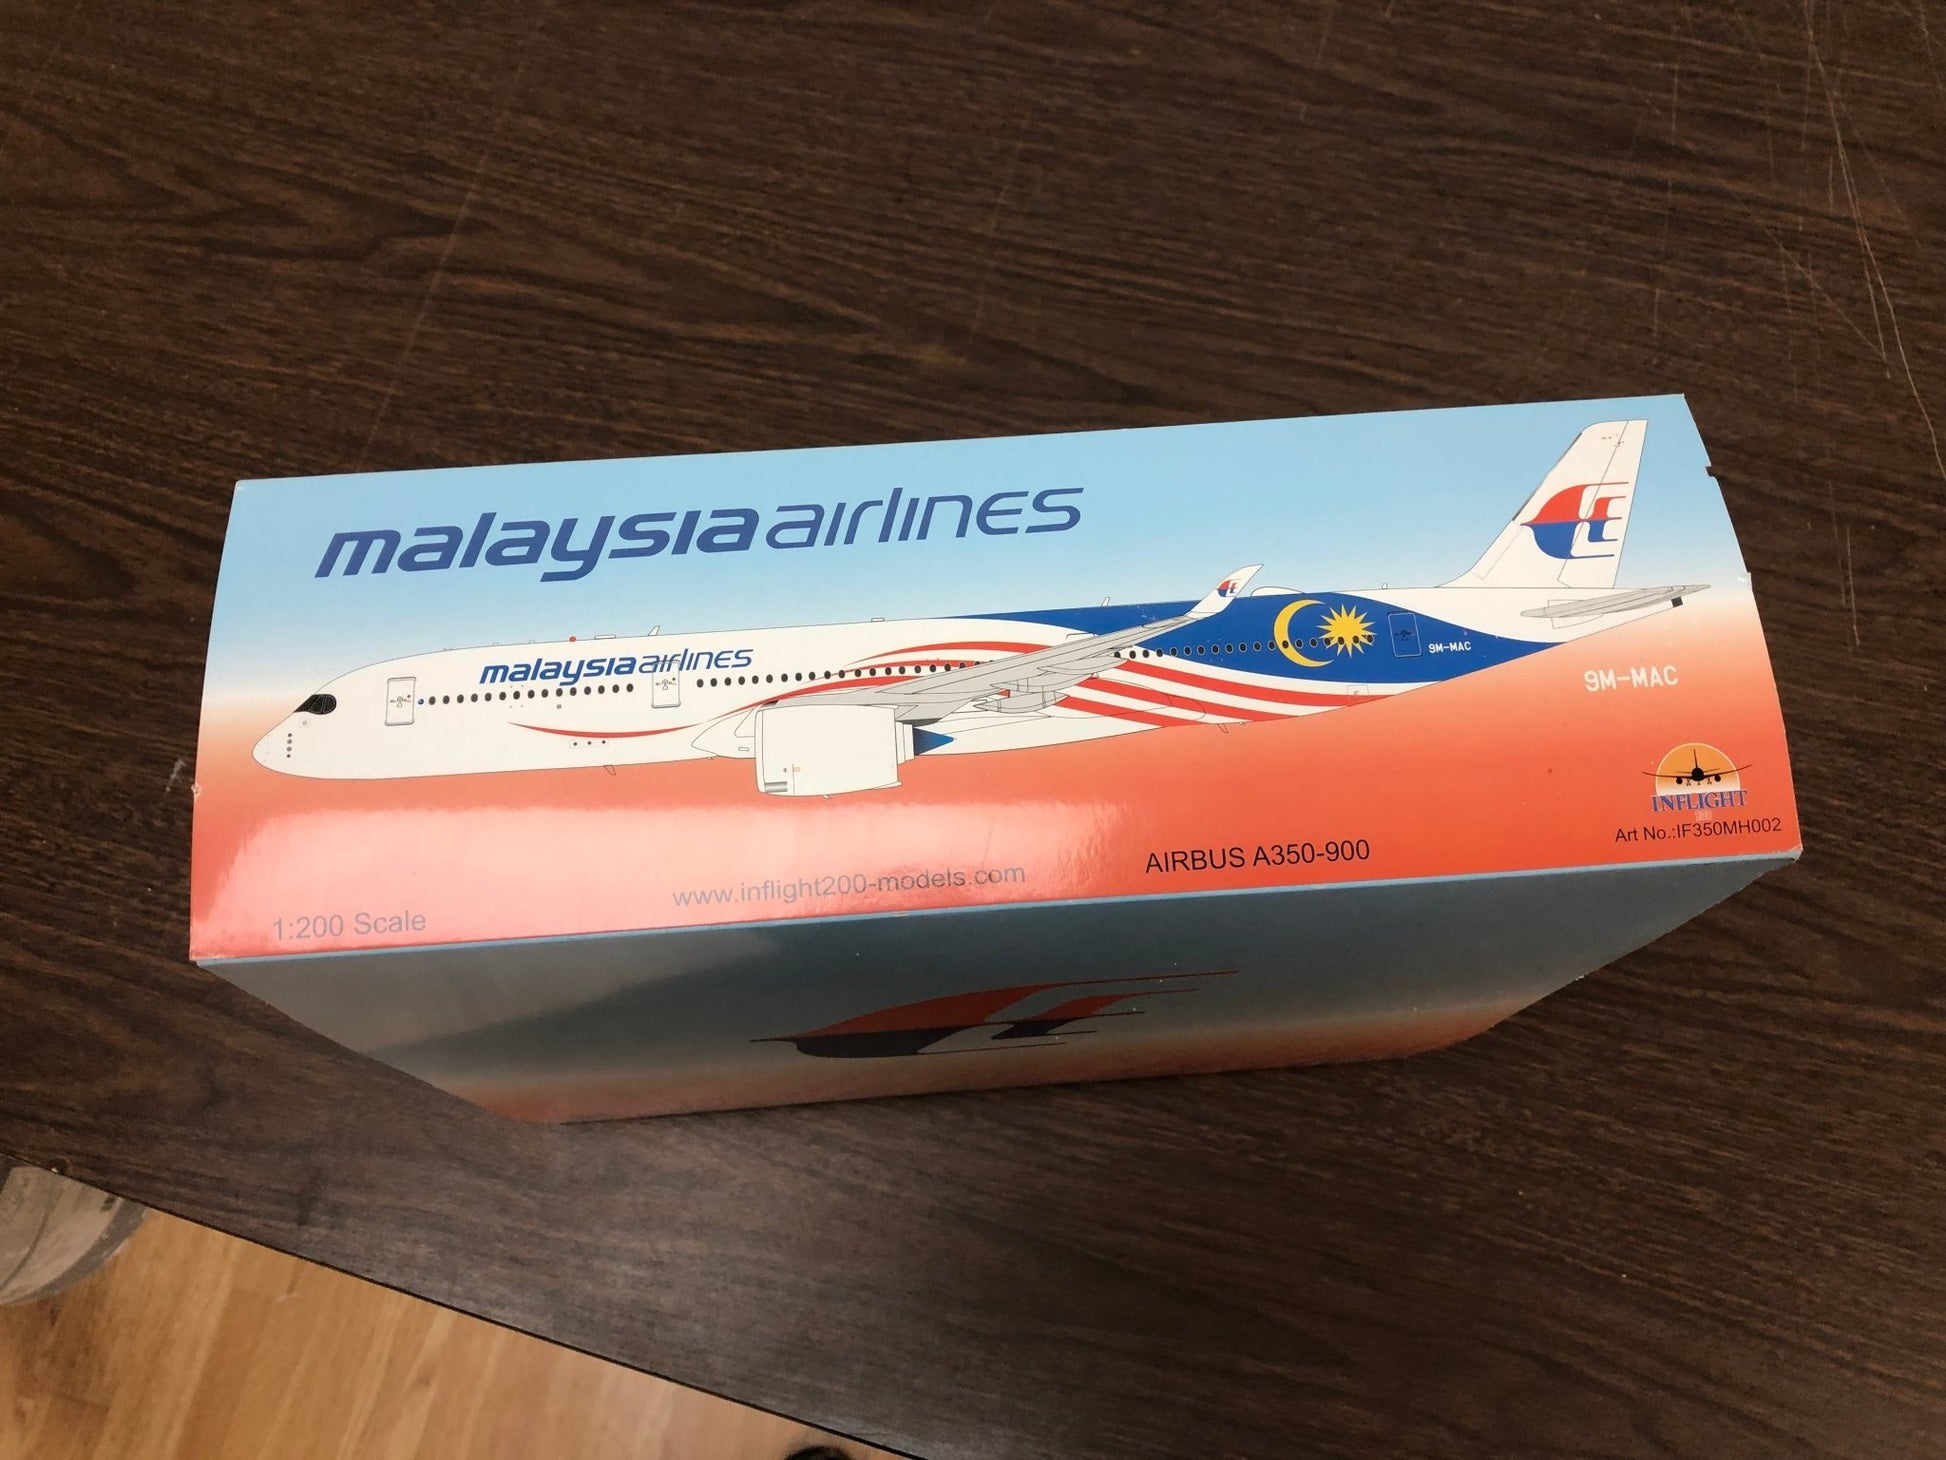 malaysia airlines
malaysia airlines
9M-MAC
9M-MAC
INFLIGHT
200
Art No.:IF350MH002
AIRBUS A350-900
www.inflight200-models.com
1:200 Scale